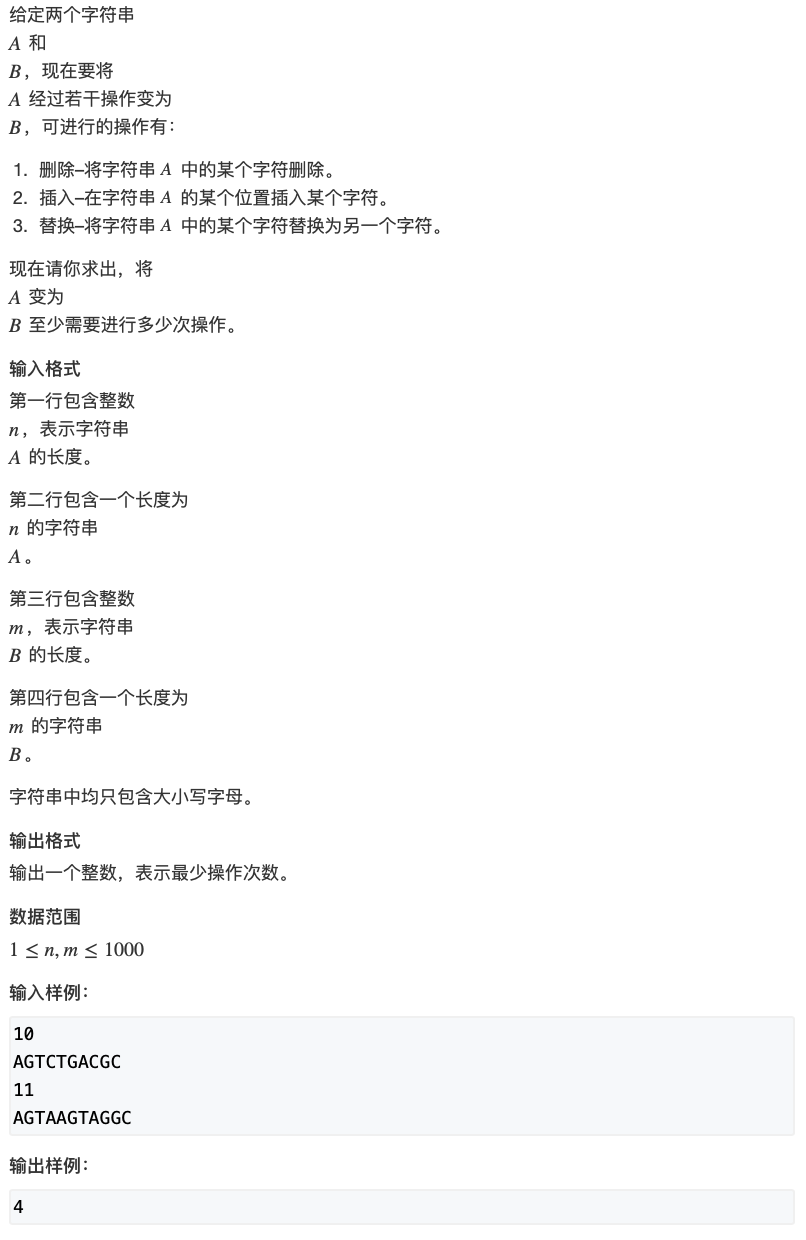 给定两个字符串
A 和
B，现在要将
A 经过若干操作变为
B，可进行的操作有：
1. 删除–将字符串 A 中的某个字符删除。
2. 插入–在字符串 A 的某个位置插入某个字符。
3. 替换–将字符串 A 中的某个字符替换为另一个字符。
现在请你求出，将
A 变为
B 至少需要进行多少次操作。
输入格式
第一行包含整数
n，表示字符串
A 的长度。
第二行包含一个长度为
n 的字符串
A。
第三行包含整数
m，表示字符串
B 的长度。
第四行包含一个长度为
m 的字符串
B。
字符串中均只包含大小写字母。
输出格式
输出一个整数，表示最少操作次数。
数据范围
1 ≤ n, m ≤ 1000
输入样例：
10
AGTCTGACGC
11
AGTAAGTAGGC
输出样例：
4